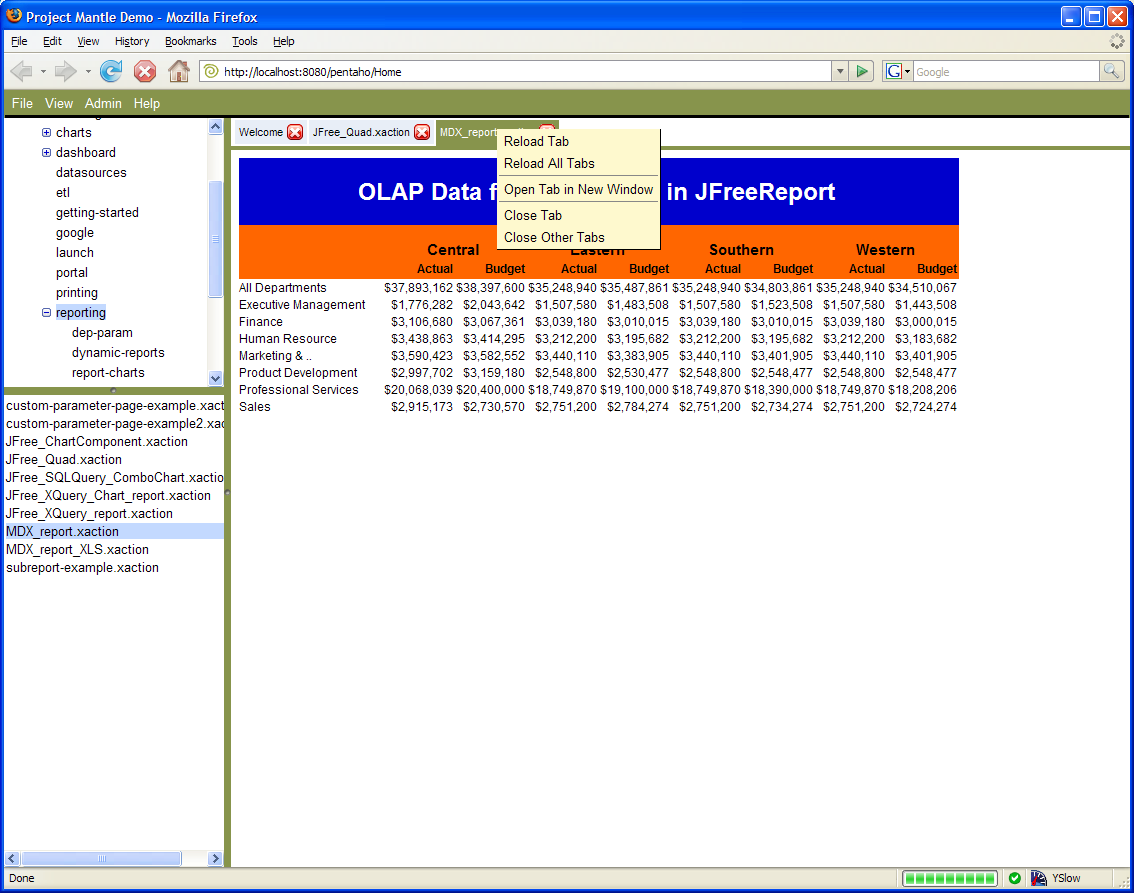 Project Mantle Demo - Mozilla Firefox
File Edit View History Bookmarks Tools Help
http://localhost:8080/pentaho/Home
G
Google
File View Admin Help
charts
dashboard
datasources
etl
getting-started
google
launch
portal
printing
reporting
dep-param
dynamic-reports
report-charts
custom-parameter-page-example.xact
custom-parameter-page-example2.xac
JFree_ChartComponent.xaction
JFree_Quad.xaction
JFree_SQLQuery_ComboChart.xactio
JFree_XQuery_Chart_report.xaction
JFree_XQuery_report.xaction
MDX_report.xaction
MDX_report_XLS.xaction
subreport-example.xaction
Welcome JFree_Quad.xaction MDX_report
Reload Tab
Reload All Tabs
Open Tab in New Window
Close Tab
Close Other Tabs
OLAP Data f in JFreeReport
Central Eastern Southern Western
Actual Budget Actual Budget Actual Budget Actual Budget
All Departments $37,893,162 $38,397,600 $35,248,940 $35,487,861 $35,248,940 $34,803,861 $35,248,940 $34,510,067
Executive Management $1,776,282 $2,043,642 $1,507,580 $1,483,508 $1,507,580 $1,523,508 $1,507,580 $1,443,508
Finance $3,106,680 $3,067,361 $3,039,180 $3,010,015 $3,039,180 $3,010,015 $3,039,180 $3,000,015
Human Resource $3,438,863 $3,414,295 $3,212,200 $3,195,682 $3,212,200 $3,195,682 $3,212,200 $3,183,682
Marketing & .. $3,590,423 $3,582,552 $3,440,110 $3,383,905 $3,440,110 $3,401,905 $3,440,110 $3,401,905
Product Development $2,997,702 $3,159,180 $2,548,800 $2,530,477 $2,548,800 $2,548,477 $2,548,800 $2,548,477
Professional Services $20,068,039 $20,400,000 $18,749,870 $19,100,000 $18,749,870 $18,390,000 $18,749,870 $18,208,206
Sales $2,915,173 $2,730,570 $2,751,200 $2,784,274 $2,751,200 $2,734,274 $2,751,200 $2,724,274
Done
YSlow